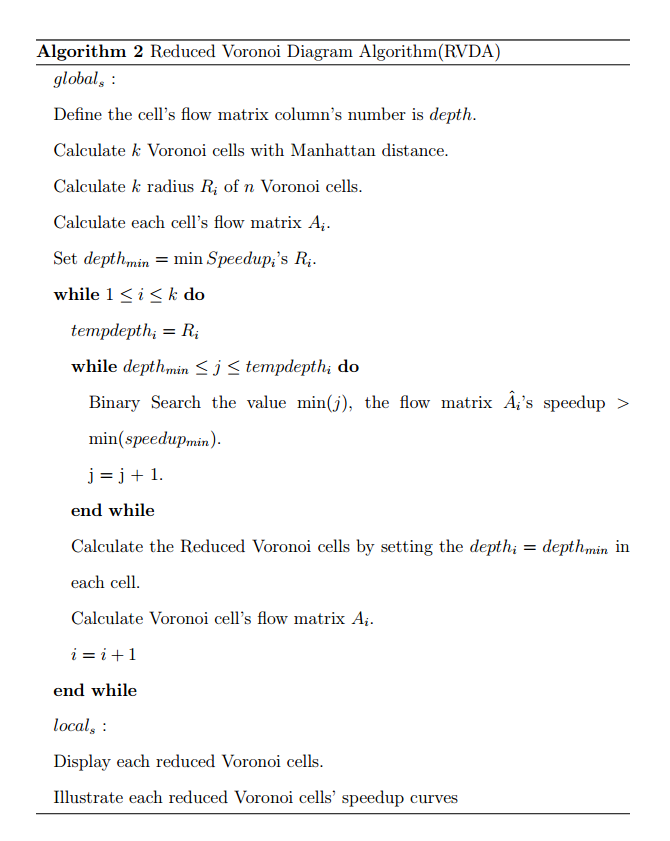 Algorithm 2 Reduced Voronoi Diagram Algorithm(RVDA)
globalₛ :
Define the cell's flow matrix column's number is depth.
Calculate k Voronoi cells with Manhattan distance.
Calculate k radius Rᵢ of n Voronoi cells.
Calculate each cell's flow matrix Aᵢ.
Set depth_min = min Speedupᵢ's Rᵢ.
while 1 ≤ i ≤ k do
tempdepthᵢ = Rᵢ
while depth_min ≤ j ≤ tempdepthᵢ do
Binary Search the value min(j), the flow matrix Âᵢ's speedup >
min(speedup_min).
j = j + 1.
end while
Calculate the Reduced Voronoi cells by setting the depthᵢ = depth_min in
each cell.
Calculate Voronoi cell's flow matrix Aᵢ.
i = i + 1
end while
localₛ :
Display each reduced Voronoi cells.
Illustrate each reduced Voronoi cells' speedup curves